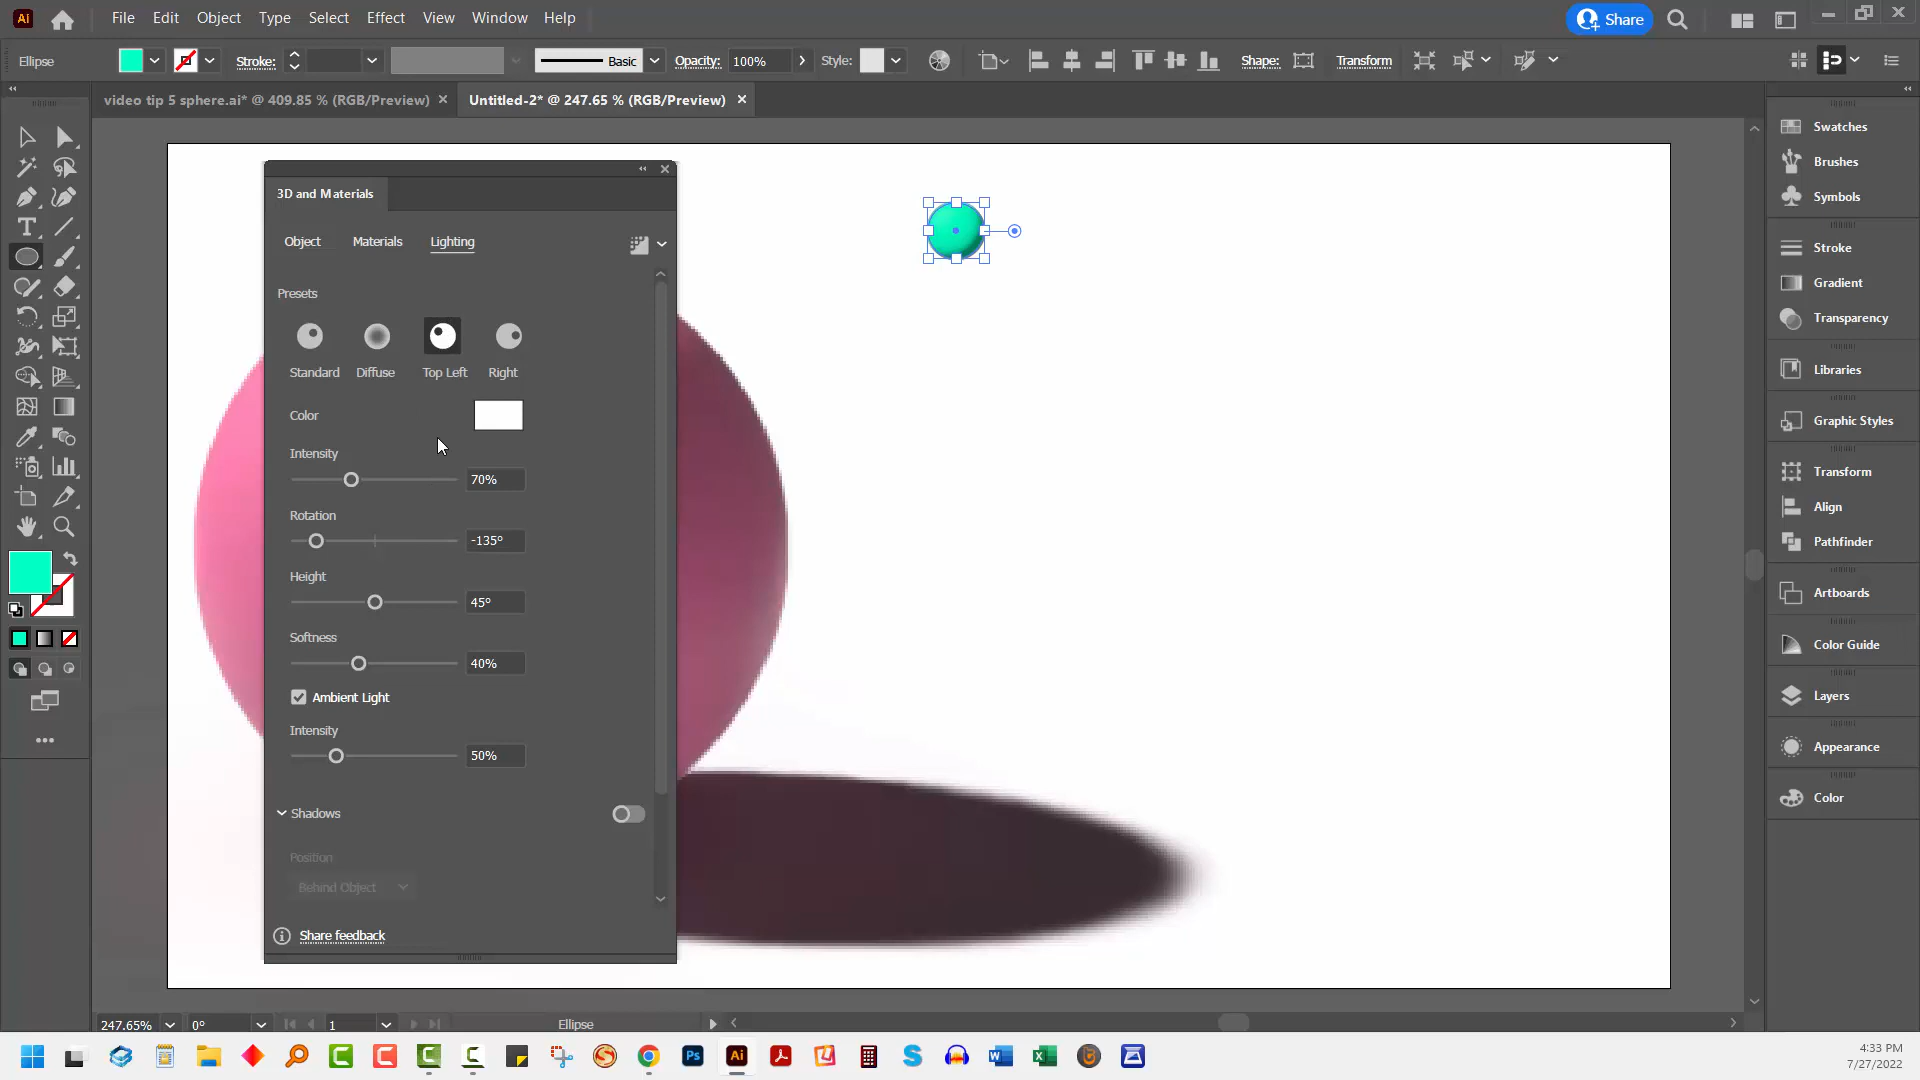 Ai File Edit Object Type Select Effect View Window Help Share
Ellipse Stroke: Basic Opacity: 100% Style: Shape: Transform
video tip 5 sphere.ai* @ 409.85 % (RGB/Preview) Untitled-2* @ 247.65 % (RGB/Preview)
3D and Materials
Object Materials Lighting
Presets
Standard Diffuse Top Left Right
Color
Intensity
70%
Rotation
-135°
Height
45°
Softness
40%
Ambient Light
Intensity
50%
Shadows
Position
Behind Object
Share feedback
Swatches
Brushes
Symbols
Stroke
Gradient
Transparency
Libraries
Graphic Styles
Transform
Align
Pathfinder
Artboards
Color Guide
Layers
Appearance
Color
247.65% 0° 1 Ellipse
Ps Ai
4:33 PM
7/27/2022